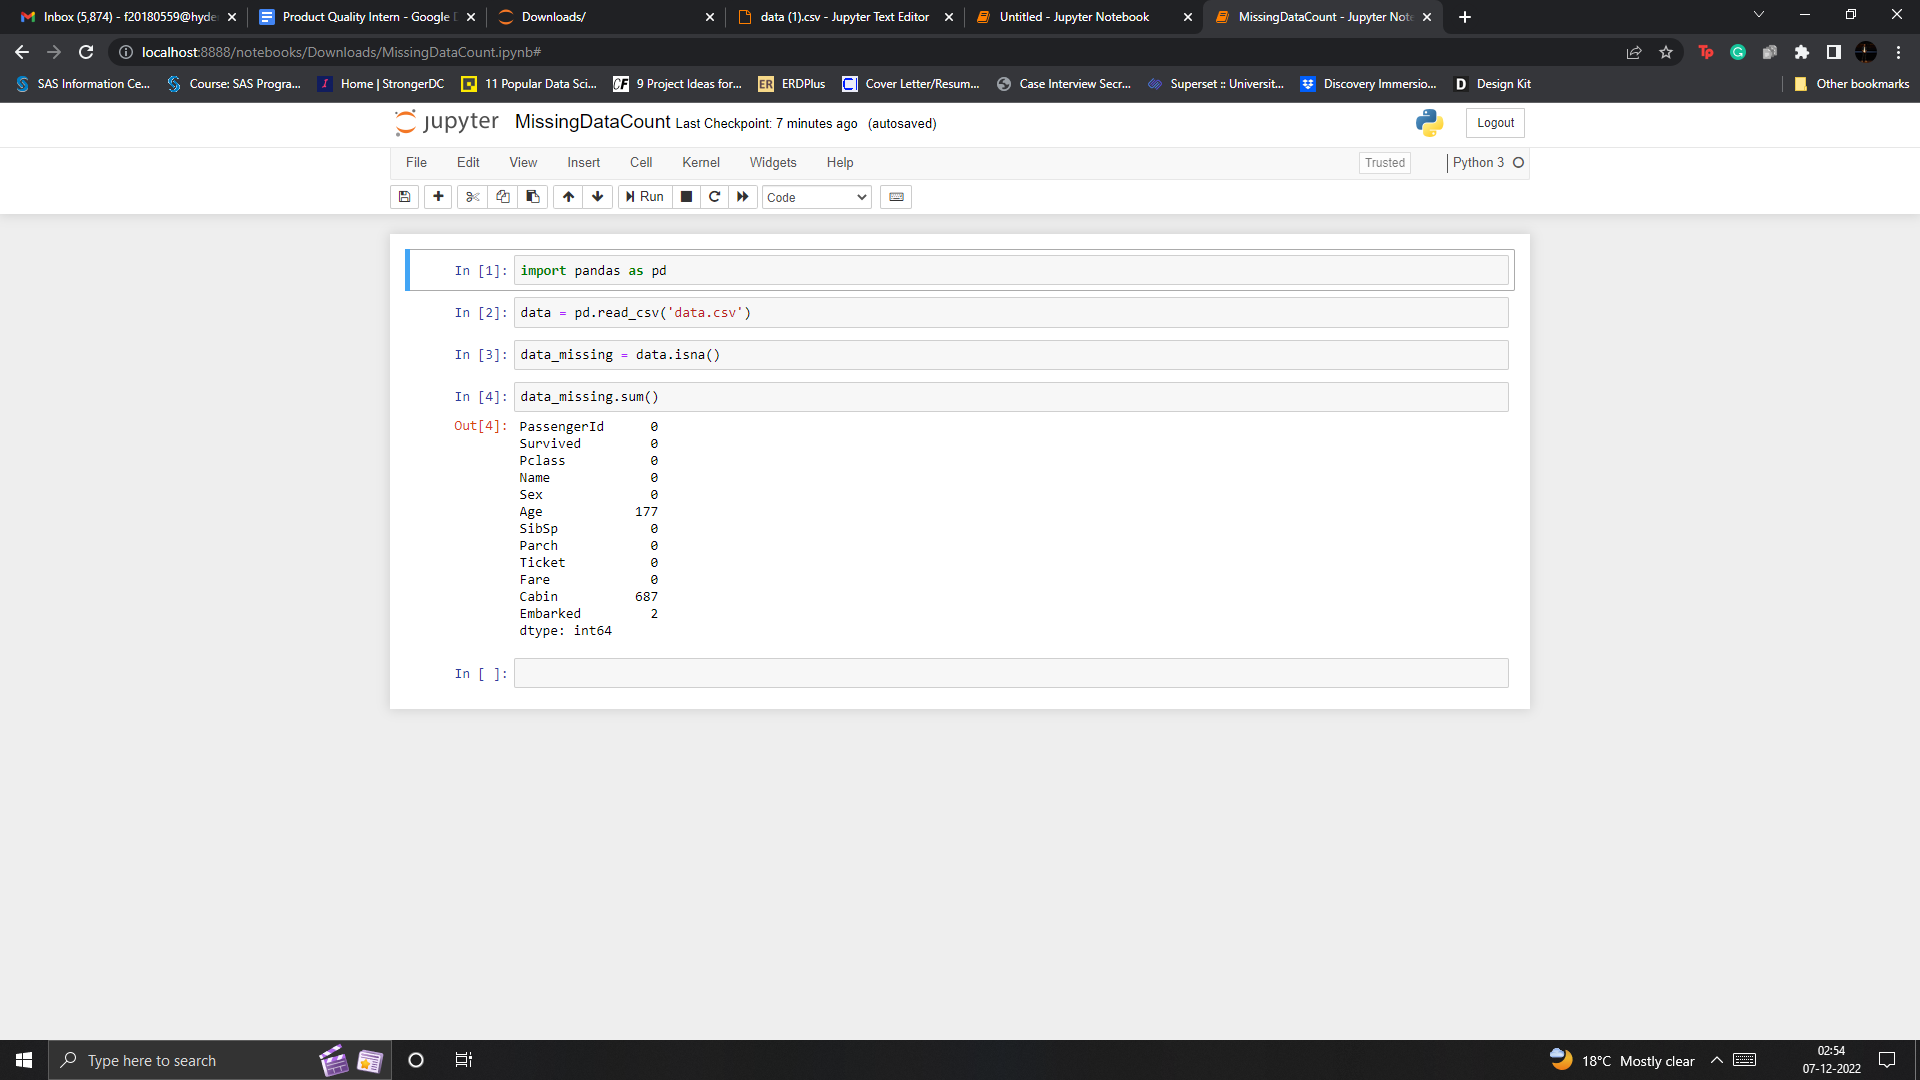 Inbox (5,874) - f20180559@hyde
Product Quality Intern - Google
Downloads/
data (1).csv - Jupyter Text Editor
Untitled - Jupyter Notebook
MissingDataCount - Jupyter Not
localhost:8888/notebooks/Downloads/MissingDataCount.ipynb#
SAS Information Ce...
Course: SAS Progra...
Home | StrongerDC
11 Popular Data Sci...
CF 9 Project Ideas for...
ER ERDPlus
Cover Letter/Resum...
Case Interview Secr...
Superset :: Universit...
Discovery Immersio...
D Design Kit
Other bookmarks
jupyter MissingDataCount Last Checkpoint: 7 minutes ago (autosaved)
Logout
File Edit View Insert Cell Kernel Widgets Help
Trusted Python 3
Run Code
In [1]: import pandas as pd
In [2]: data = pd.read_csv('data.csv')
In [3]: data_missing = data.isna()
In [4]: data_missing.sum()
Out[4]: PassengerId 0
Survived 0
Pclass 0
Name 0
Sex 0
Age 177
SibSp 0
Parch 0
Ticket 0
Fare 0
Cabin 687
Embarked 2
dtype: int64
In [ ]:
Type here to search
18°C Mostly clear
02:54
07-12-2022